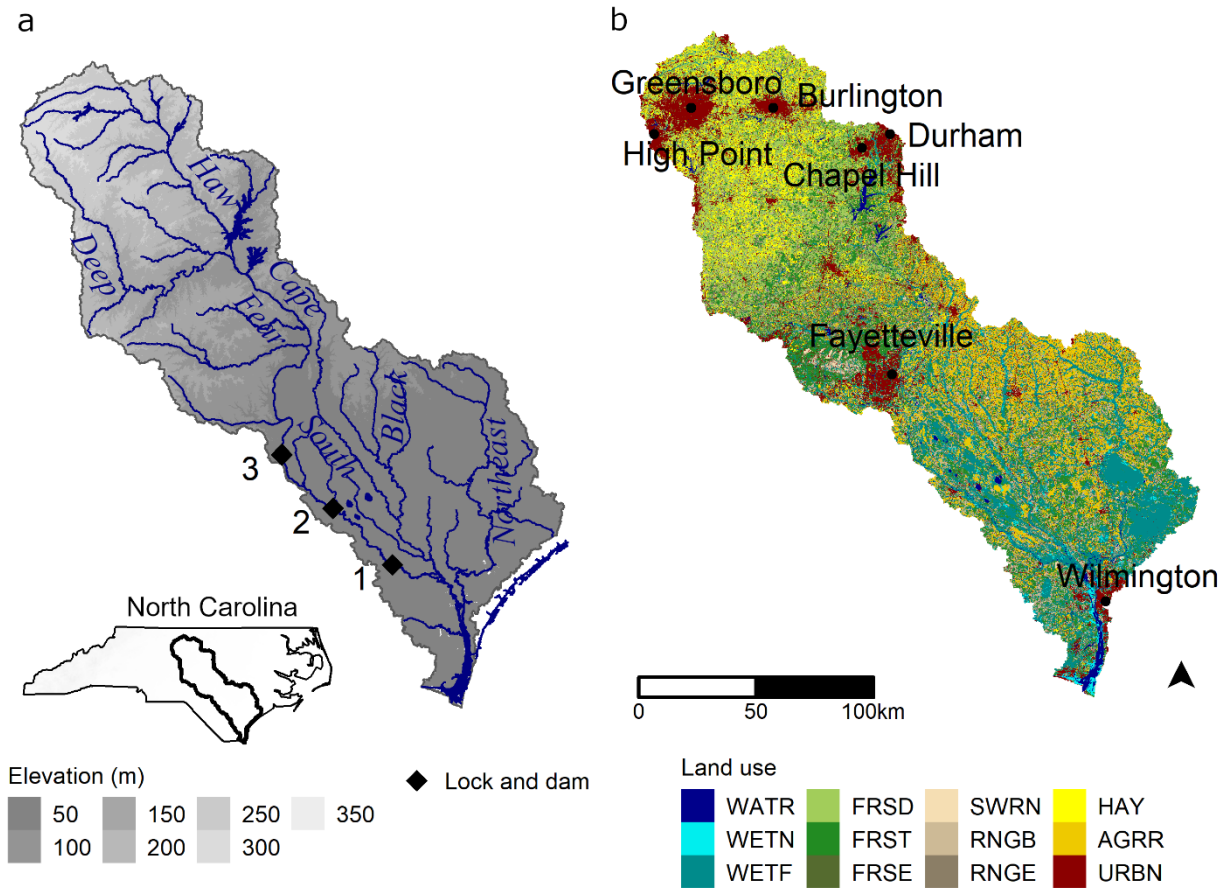 a
Haw
Deep
Cape
Fear
South
Black
Northeast
3
2
1
North Carolina
Elevation (m)
50
100
150
200
250
300
350
Lock and dam
b
Greensboro
Burlington
High Point
Durham
Chapel Hill
Fayetteville
Wilmington
0 50 100km
Land use
WATR FRSD SWRN HAY
WETN FRST RNGB AGRR
WETF FRSE RNGE URBN